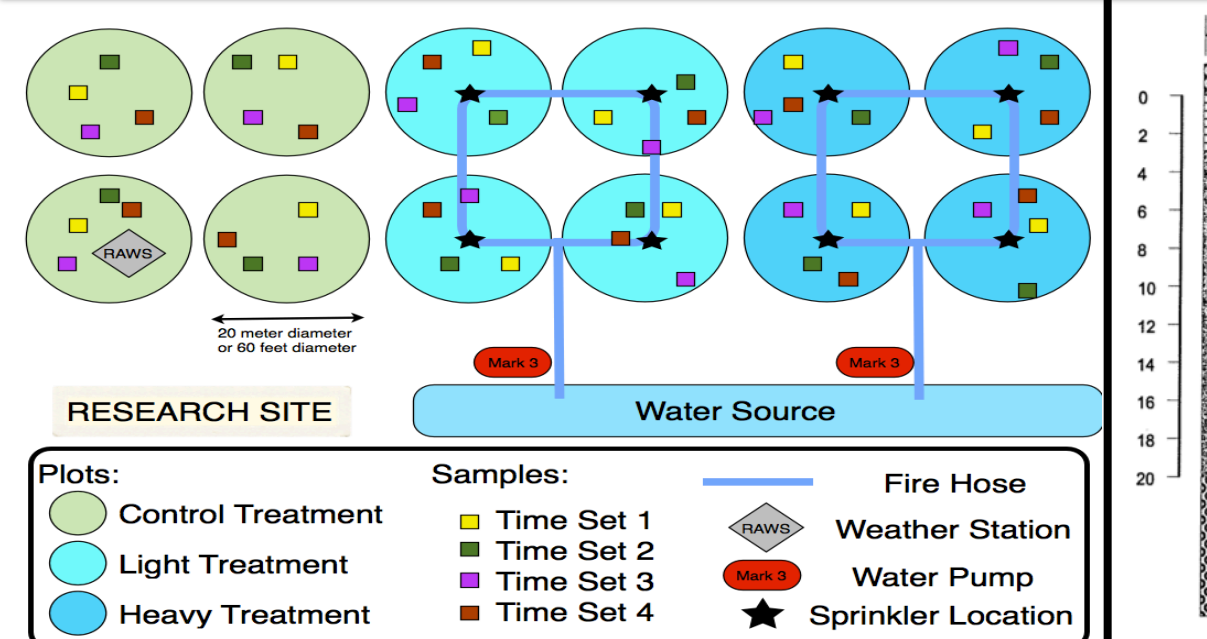 RAWS
20 meter diameter
or 60 feet diameter
Mark 3
Mark 3
RESEARCH SITE
Water Source
Plots:
Control Treatment
Light Treatment
Heavy Treatment
Samples:
Time Set 1
Time Set 2
Time Set 3
Time Set 4
Fire Hose
RAWS
Weather Station
Mark 3
Water Pump
Sprinkler Location
0
2
4
6
8
10
12
14
16
18
20